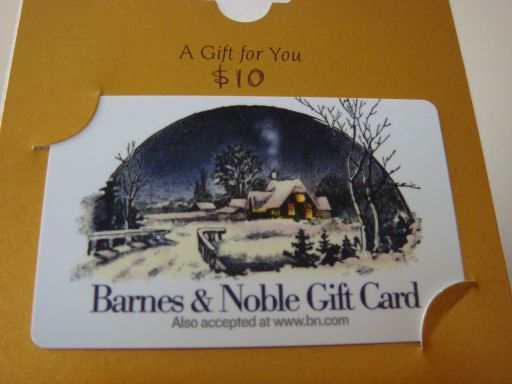 A Gift for You
$10
Barnes & Noble Gift Card
Also accepted at www.bn.com